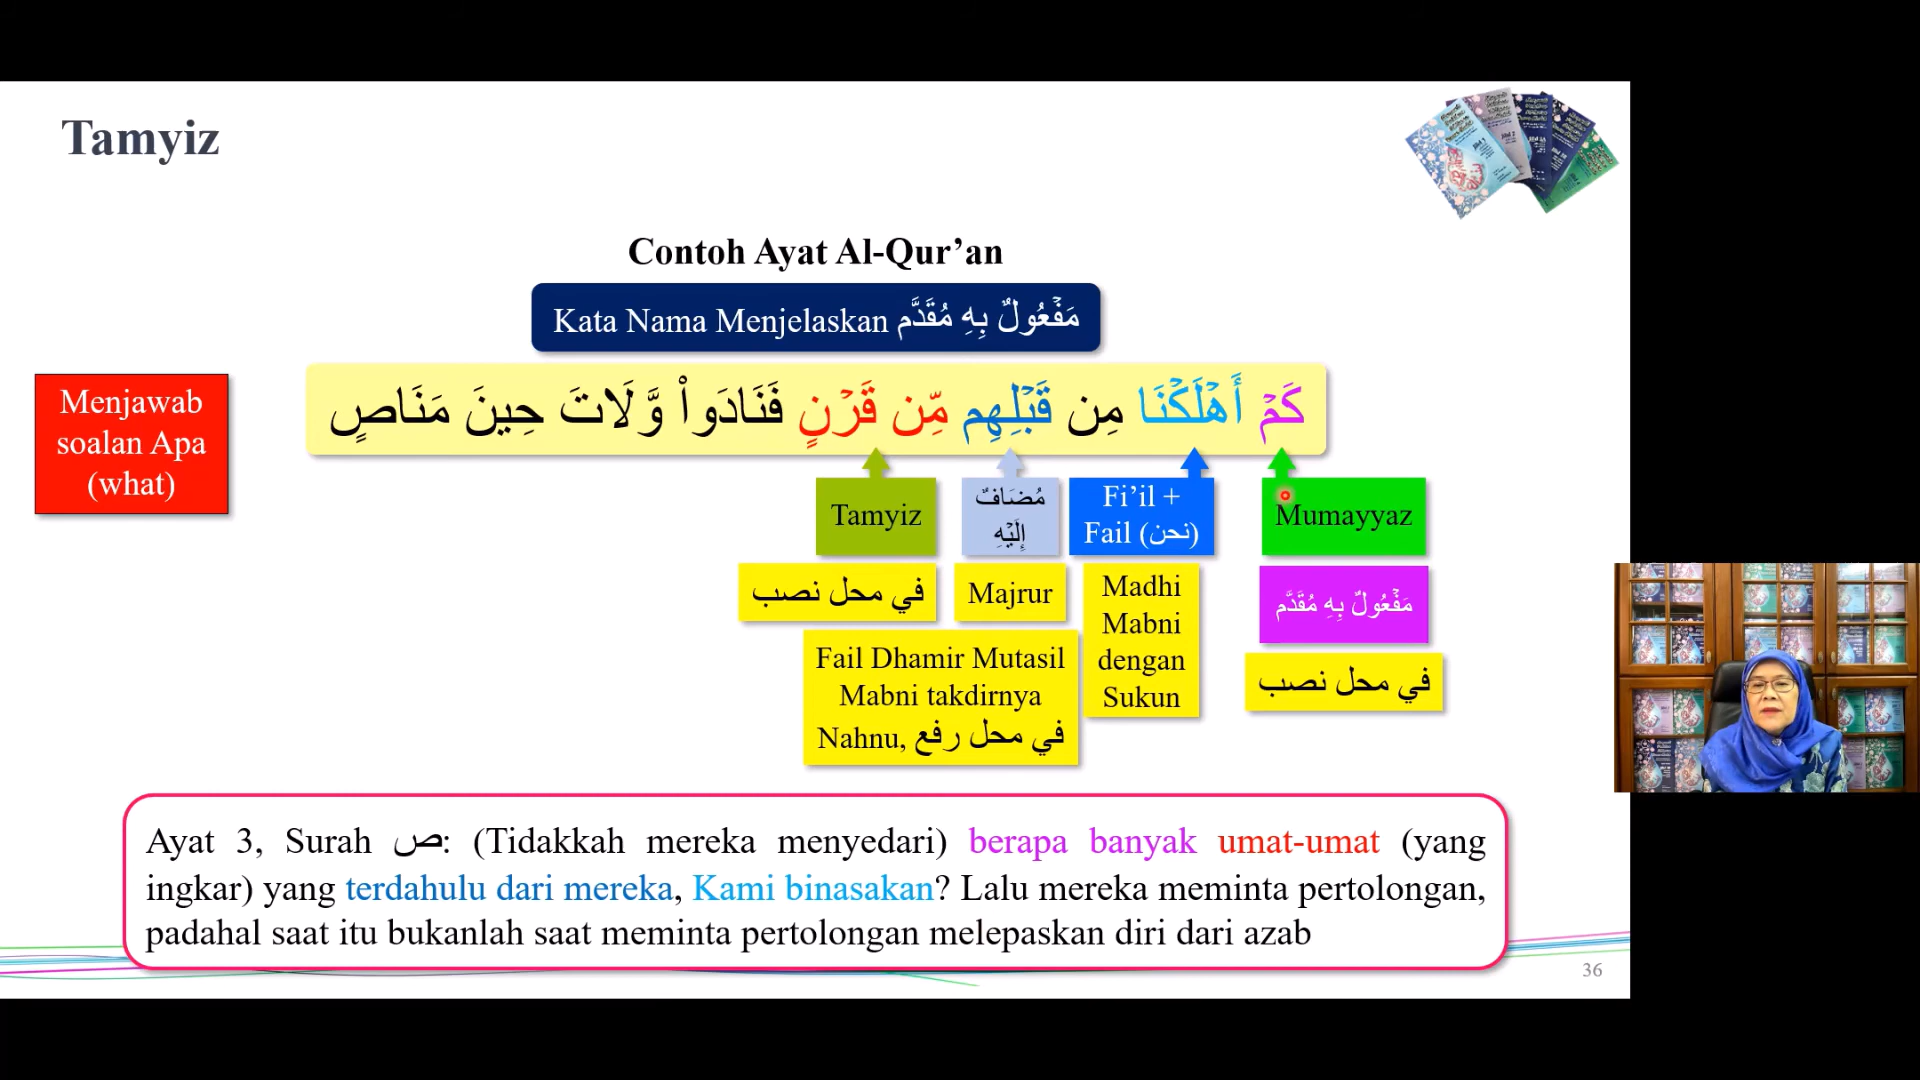 Tamyiz
Contoh Ayat Al-Qur’an
Kata Nama Menjelaskan مَفْعُولٌ بِهِ مُقَدَّم
Menjawab
soalan Apa
(what)
كَمْ أَهْلَكْنَا مِن قَبْلِهِم مِّن قَرْنٍ فَنَادَوا۟ وَّلَاتَ حِينَ مَنَاصٍ
Tamyiz
مُضَافٌ
إِلَيْهِ
Fi’il +
Fail (نحن)
Mumayyaz
في محل نصب
Majrur
Madhi
Mabni
dengan
Sukun
مَفْعُولٌ بِهِ مُقَدَّم
Fail Dhamir Mutasil
Mabni takdirnya
Nahnu, في محل رفع
في محل نصب
Ayat 3, Surah ص: (Tidakkah mereka menyedari) berapa banyak umat-umat (yang
ingkar) yang terdahulu dari mereka, Kami binasakan? Lalu mereka meminta pertolongan,
padahal saat itu bukanlah saat meminta pertolongan melepaskan diri dari azab
36